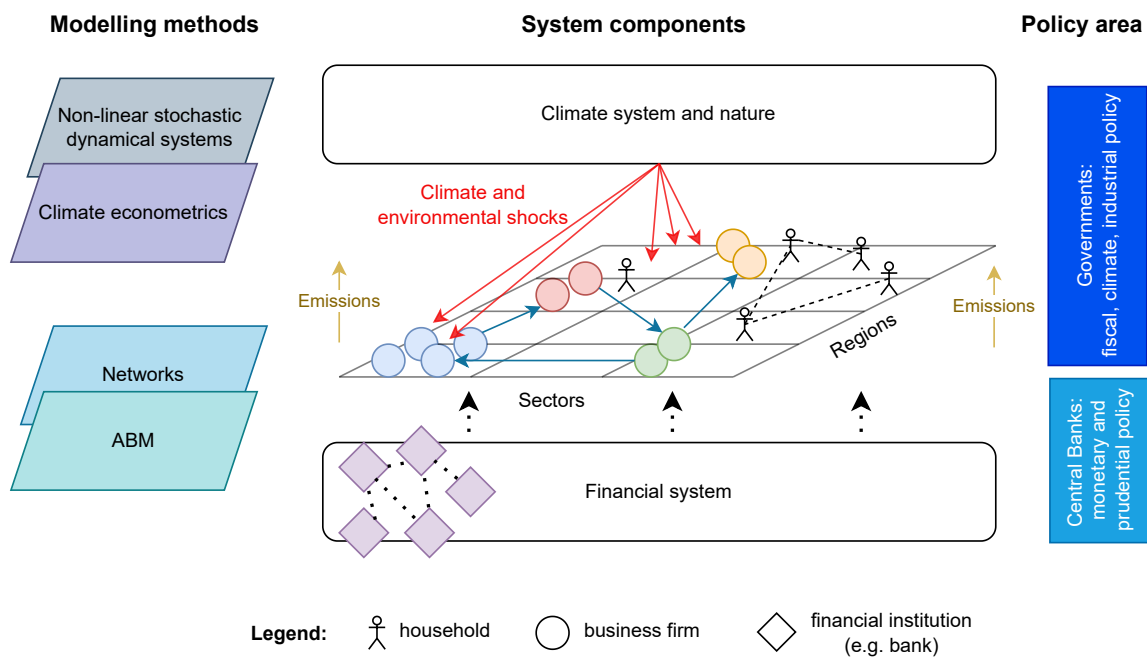 Modelling methods
System components
Policy area
Non-linear stochastic
dynamical systems
Climate econometrics
Networks
ABM
Climate system and nature
Climate and
environmental shocks
Emissions
Emissions
Regions
Sectors
Financial system
Governments:
fiscal, climate, industrial policy
Central Banks:
monetary and
prudential policy
Legend:
household
business firm
financial institution
(e.g. bank)